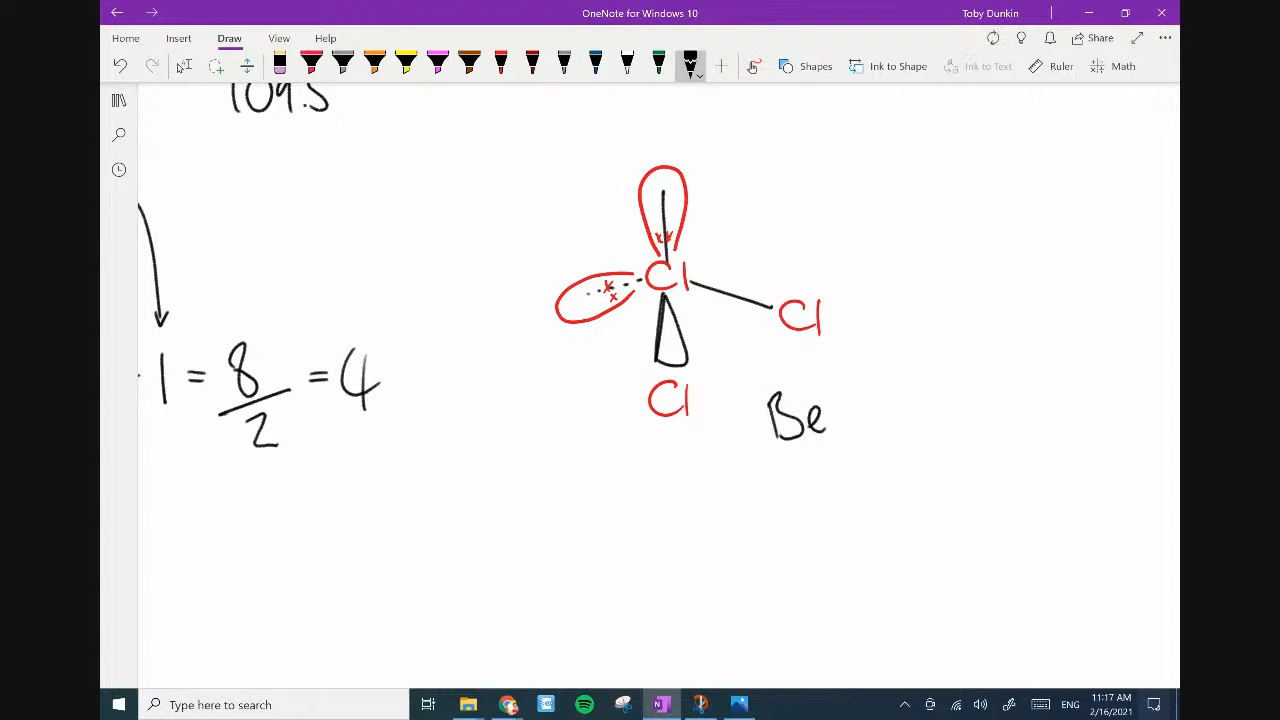 OneNote for Windows 10
Toby Dunkin
Home Insert Draw View Help
Share
Shapes
Ink to Shape
Ink to Text
Ruler
Math
109.5
Cl
Cl
Cl
Be
1 = 8/2 = 4
Type here to search
ENG
11:17 AM
2/16/2021